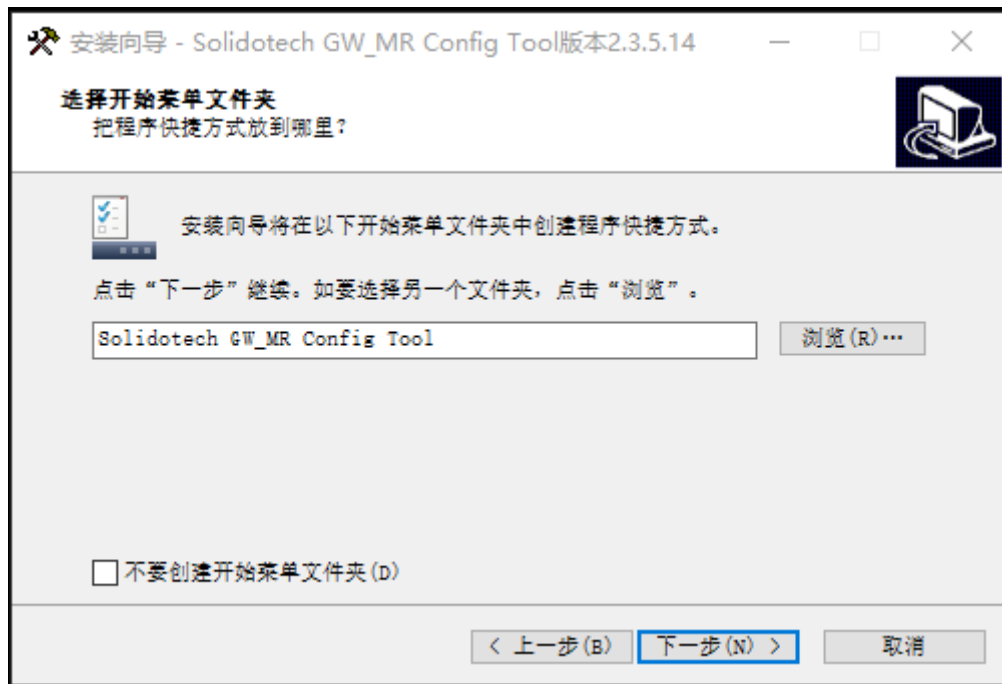 安装向导 - Solidotech GW_MR Config Tool版本2.3.5.14
选择开始菜单文件夹
把程序快捷方式放到哪里？
安装向导将在以下开始菜单文件夹中创建程序快捷方式。
点击“下一步”继续。如要选择另一个文件夹，点击“浏览”。
Solidotech GW_MR Config Tool
浏览(R)…
不要创建开始菜单文件夹(D)
< 上一步(B)
下一步(N) >
取消